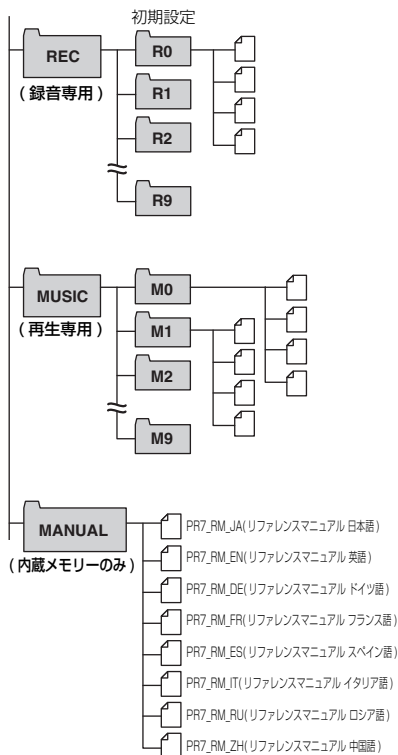 初期設定
REC
R0
(録音専用)
R1
R2
R9
MUSIC
M0
(再生専用)
M1
M2
M9
MANUAL
(内蔵メモリーのみ)
PR7_RM_JA(リファレンスマニュアル 日本語)
PR7_RM_EN(リファレンスマニュアル 英語)
PR7_RM_DE(リファレンスマニュアル ドイツ語)
PR7_RM_FR(リファレンスマニュアル フランス語)
PR7_RM_ES(リファレンスマニュアル スペイン語)
PR7_RM_IT(リファレンスマニュアル イタリア語)
PR7_RM_RU(リファレンスマニュアル ロシア語)
PR7_RM_ZH(リファレンスマニュアル 中国語)